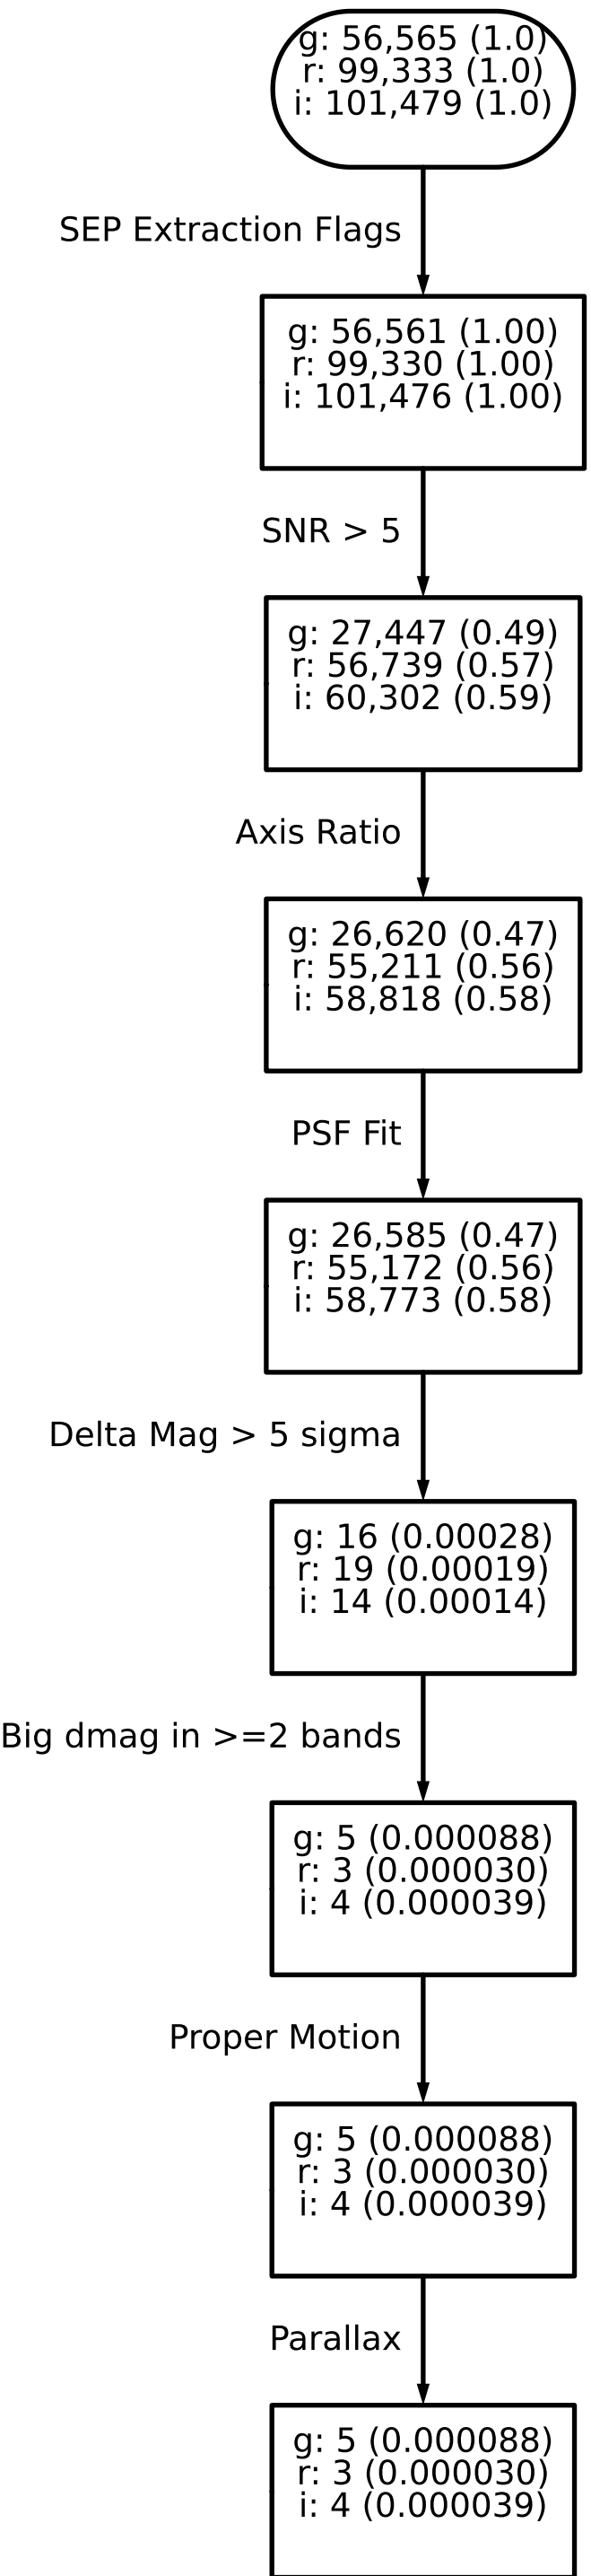 g: 56,565 (1.0)
r: 99,333 (1.0)
i: 101,479 (1.0)
SEP Extraction Flags
g: 56,561 (1.00)
r: 99,330 (1.00)
i: 101,476 (1.00)
SNR > 5
g: 27,447 (0.49)
r: 56,739 (0.57)
i: 60,302 (0.59)
Axis Ratio
g: 26,620 (0.47)
r: 55,211 (0.56)
i: 58,818 (0.58)
PSF Fit
g: 26,585 (0.47)
r: 55,172 (0.56)
i: 58,773 (0.58)
Delta Mag > 5 sigma
g: 16 (0.00028)
r: 19 (0.00019)
i: 14 (0.00014)
Big dmag in >=2 bands
g: 5 (0.000088)
r: 3 (0.000030)
i: 4 (0.000039)
Proper Motion
g: 5 (0.000088)
r: 3 (0.000030)
i: 4 (0.000039)
Parallax
g: 5 (0.000088)
r: 3 (0.000030)
i: 4 (0.000039)